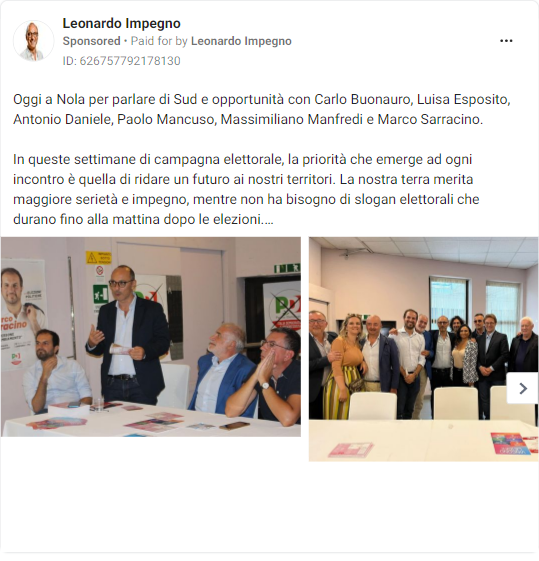 Leonardo Impegno
Sponsored • Paid for by Leonardo Impegno
ID: 626757792178130
Oggi a Nola per parlare di Sud e opportunità con Carlo Buonauro, Luisa Esposito,
Antonio Daniele, Paolo Mancuso, Massimiliano Manfredi e Marco Sarracino.
In queste settimane di campagna elettorale, la priorità che emerge ad ogni
incontro è quella di ridare un futuro ai nostri territori. La nostra terra merita
maggiore serietà e impegno, mentre non ha bisogno di slogan elettorali che
durano fino alla mattina dopo le elezioni....
PD